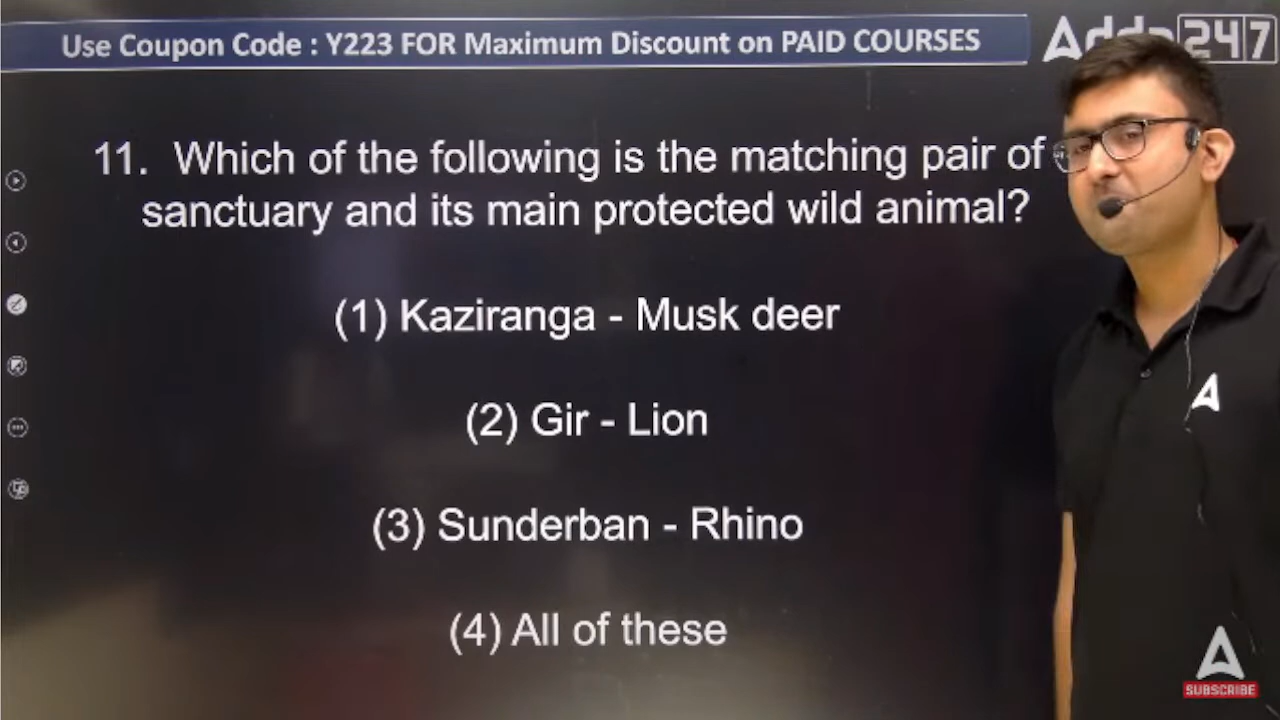 Use Coupon Code : Y223 FOR Maximum Discount on PAID COURSES
Adda 247
11. Which of the following is the matching pair of
sanctuary and its main protected wild animal?
(1) Kaziranga - Musk deer
(2) Gir - Lion
(3) Sunderban - Rhino
(4) All of these
SUBSCRIBE